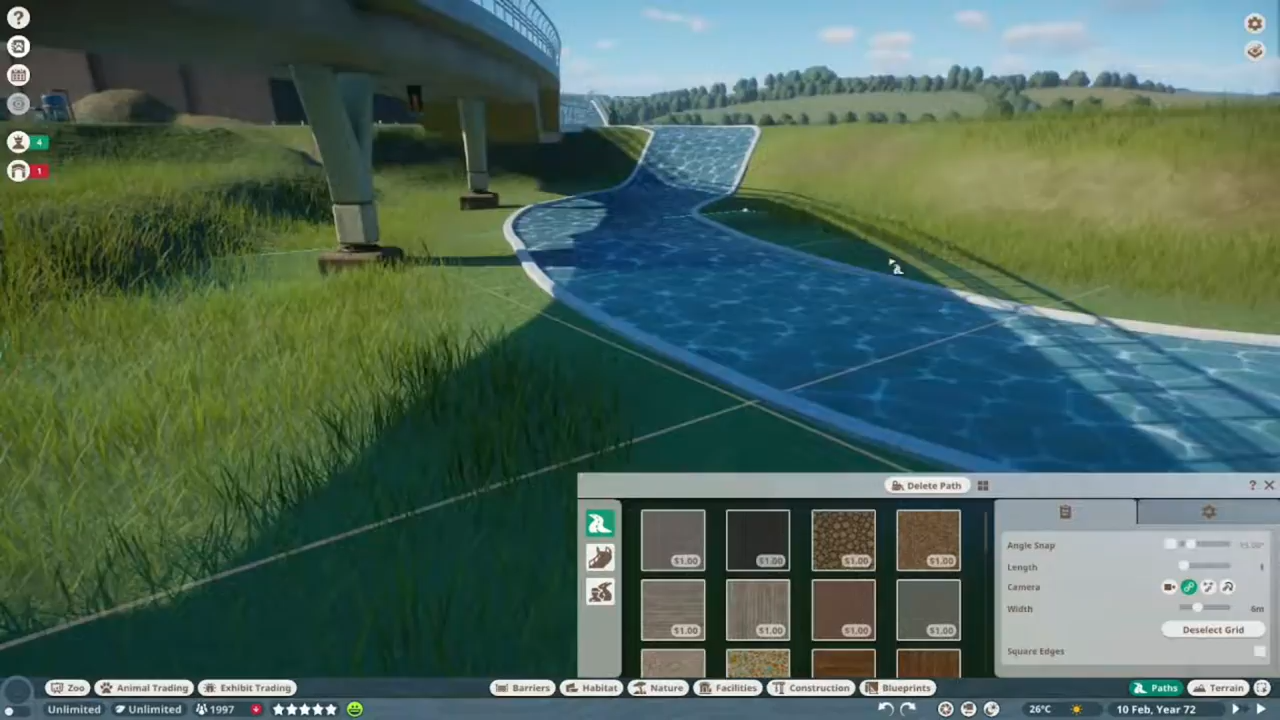 ?
4
1
Delete Path
? ×
$1.00 $1.00 $1.00 $1.00
$1.00 $1.00 $1.00 $1.00
Angle Snap
Length
Camera
Width 6m
Deselect Grid
Square Edges
Zoo Animal Trading Exhibit Trading Barriers Habitat Nature Facilities Construction Blueprints Paths Terrain
Unlimited Unlimited 1997 26°C 10 Feb, Year 72